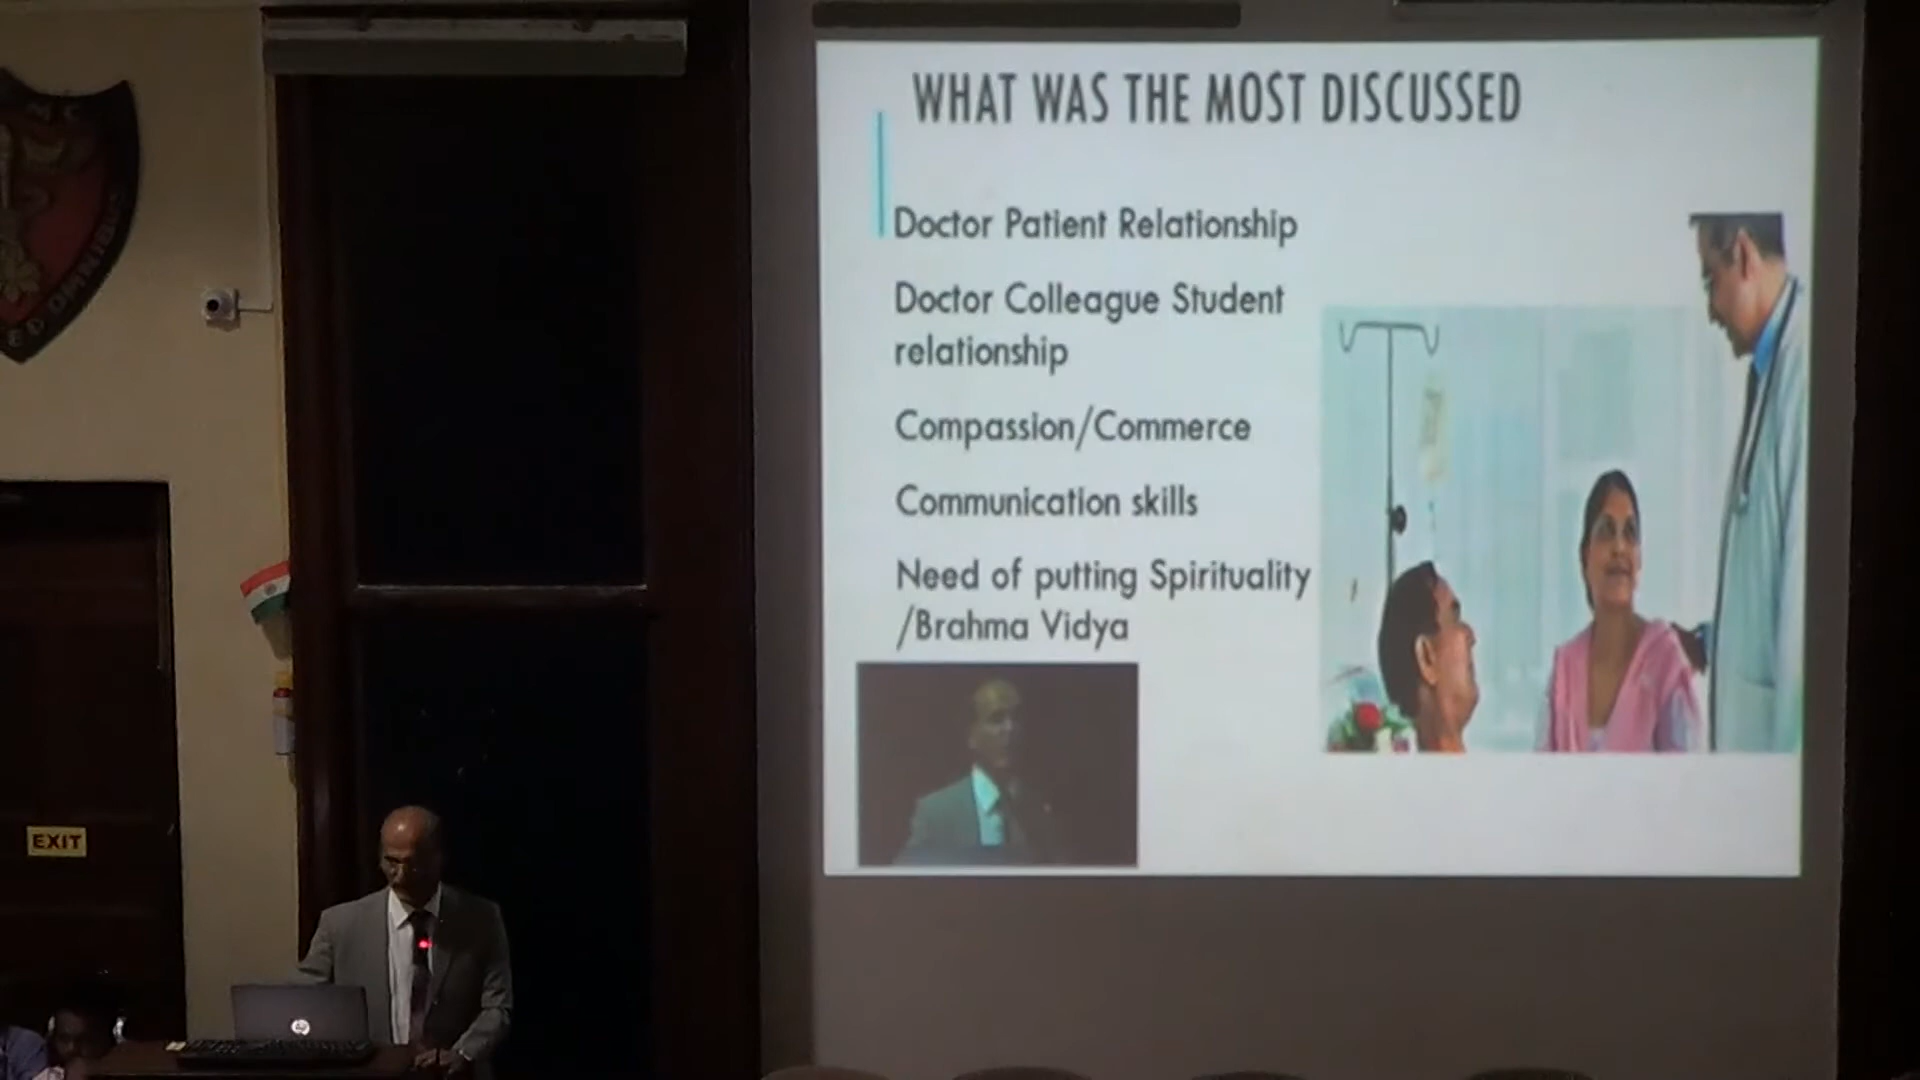 WHAT WAS THE MOST DISCUSSED
Doctor Patient Relationship
Doctor Colleague Student
relationship
Compassion/Commerce
Communication skills
Need of putting Spirituality
/Brahma Vidya
EXIT
hp